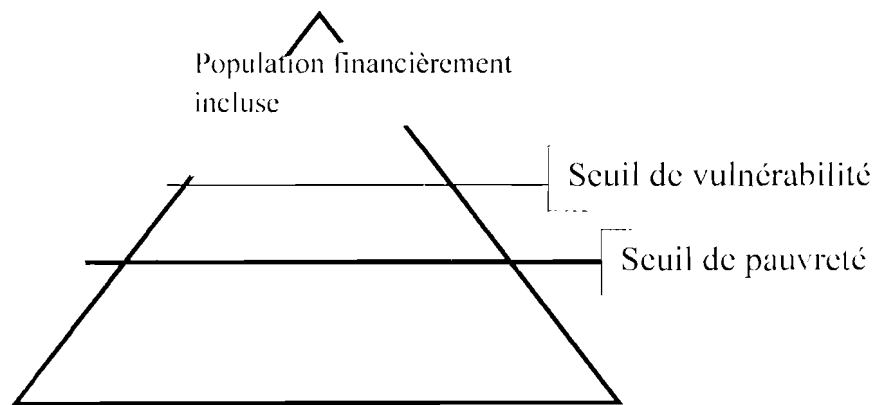 Population financièrement
incluse
Seuil de vulnérabilité
Seuil de pauvreté